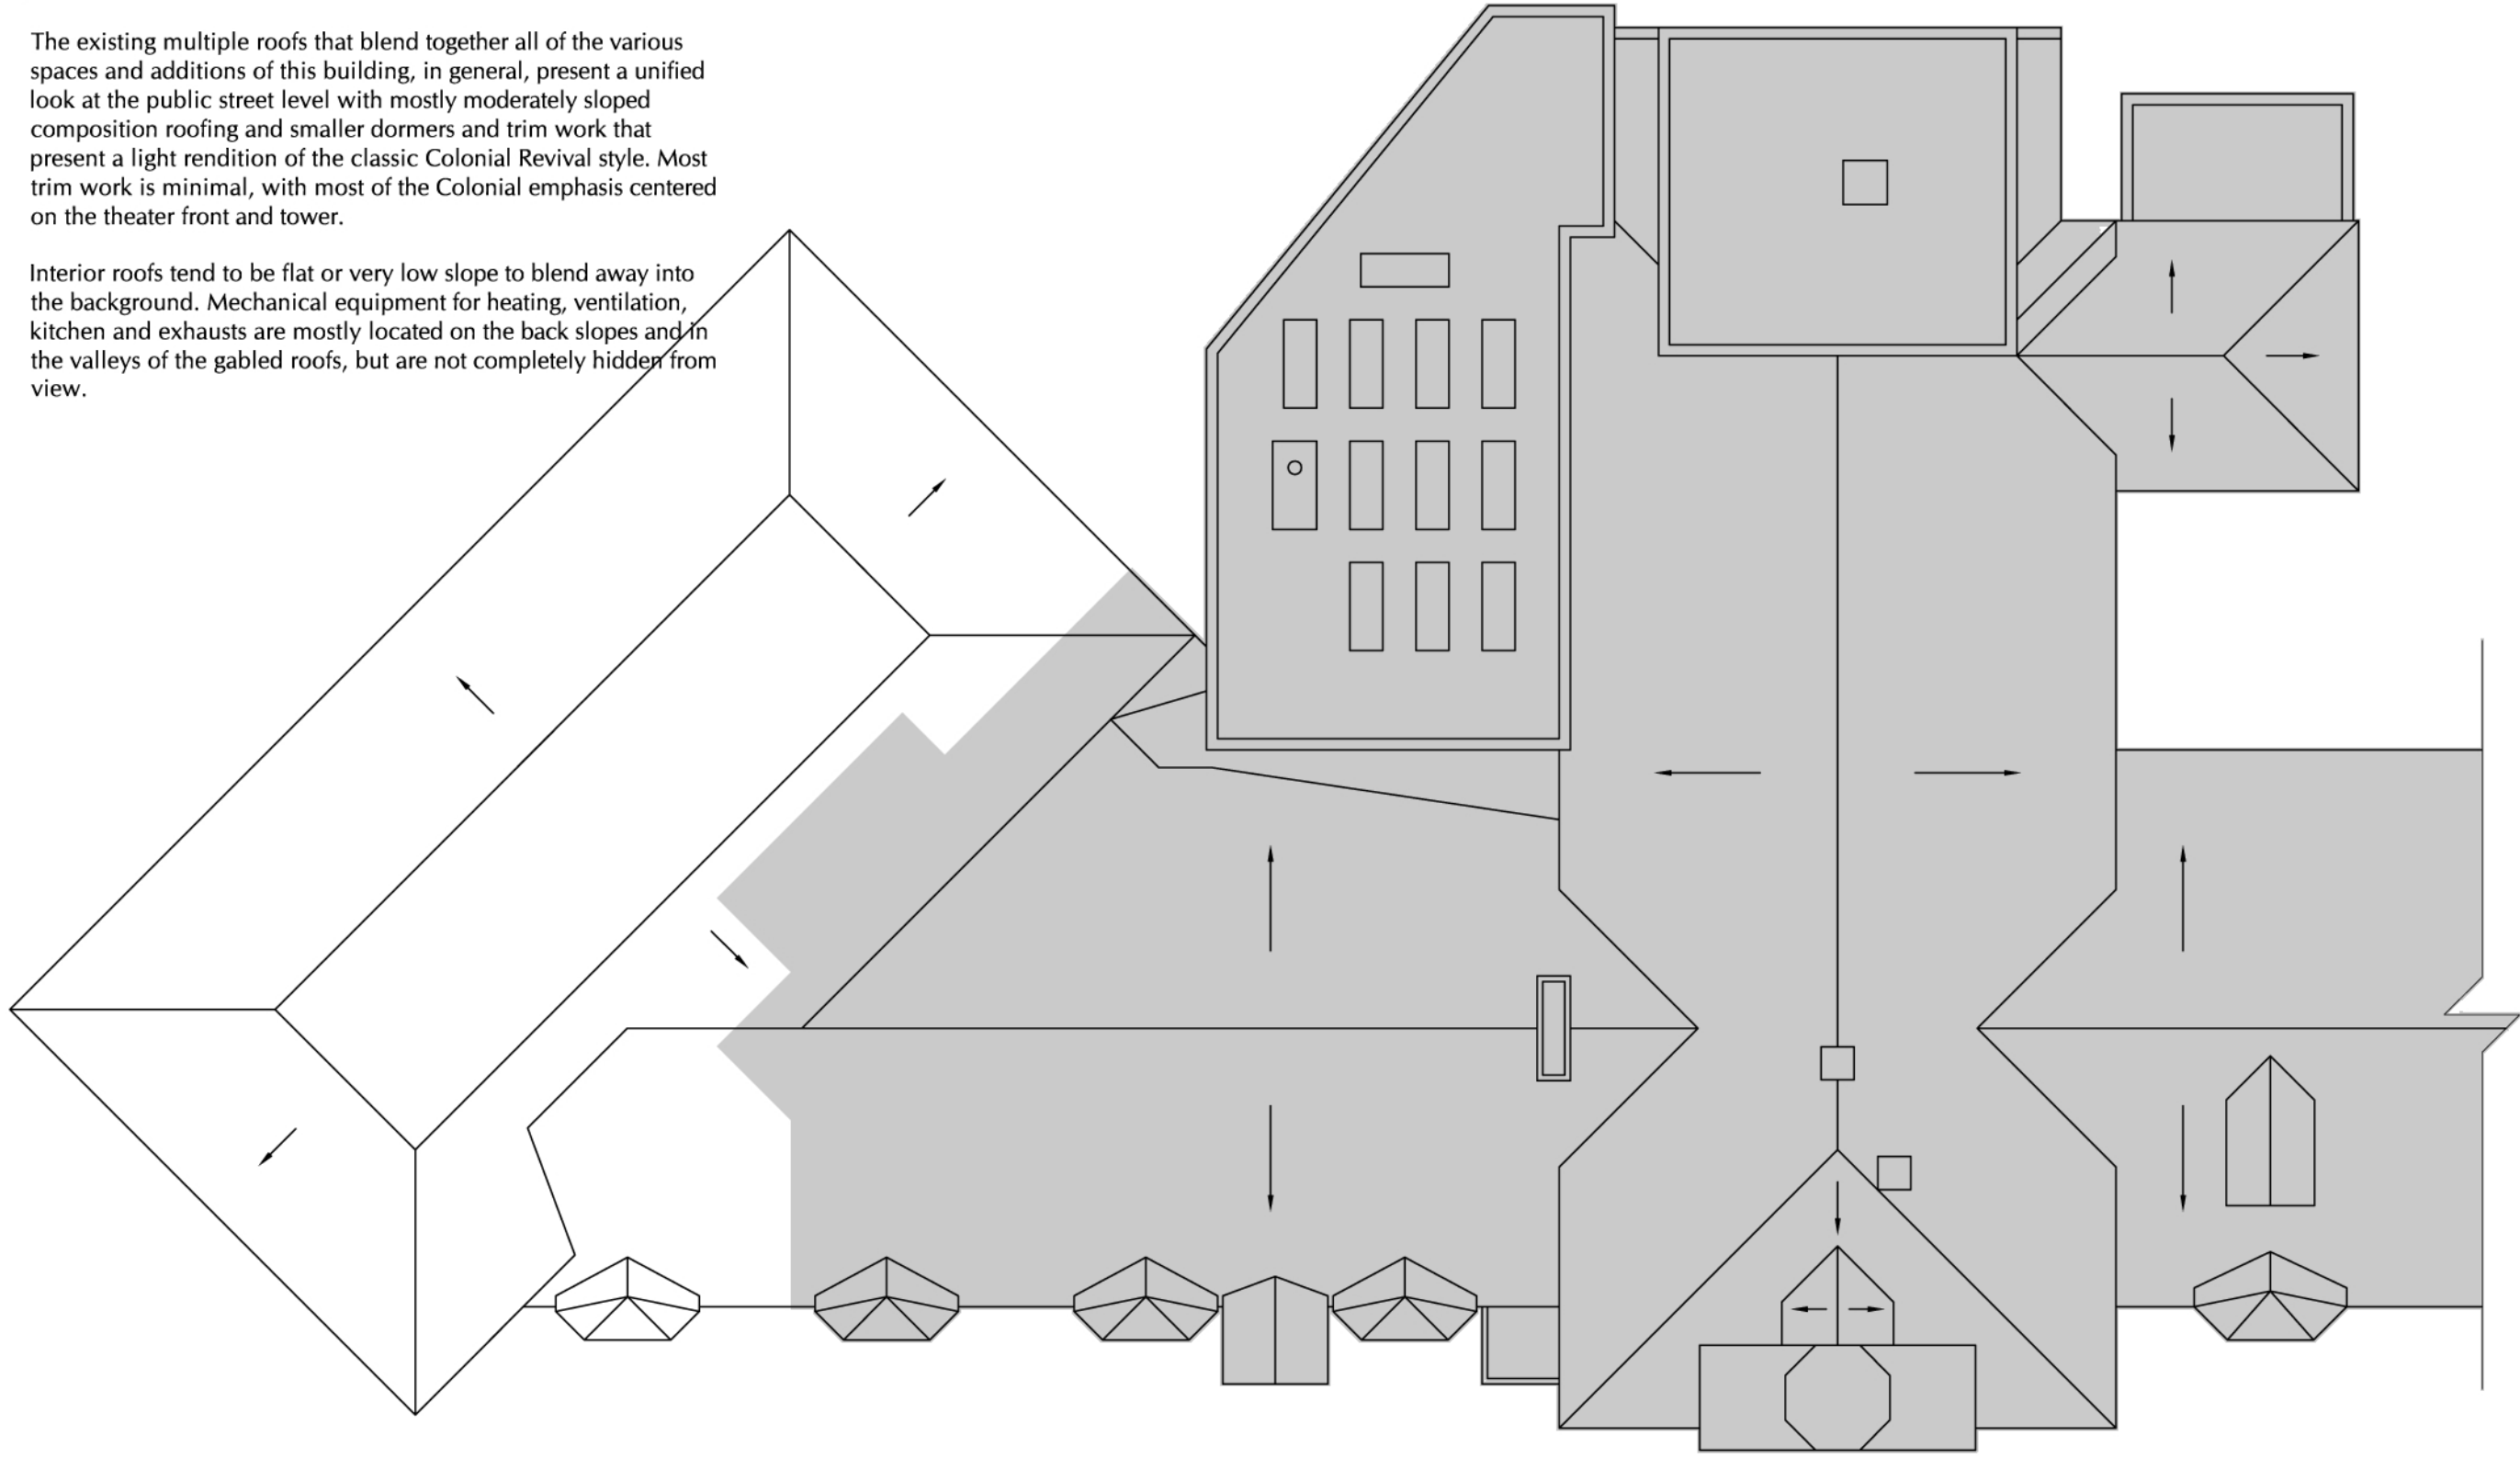 The existing multiple roofs that blend together all of the various
spaces and additions of this building, in general, present a unified
look at the public street level with mostly moderately sloped
composition roofing and smaller dormers and trim work that
present a light rendition of the classic Colonial Revival style. Most
trim work is minimal, with most of the Colonial emphasis centered
on the theater front and tower.
Interior roofs tend to be flat or very low slope to blend away into
the background. Mechanical equipment for heating, ventilation,
kitchen and exhausts are mostly located on the back slopes and in
the valleys of the gabled roofs, but are not completely hidden from
view.